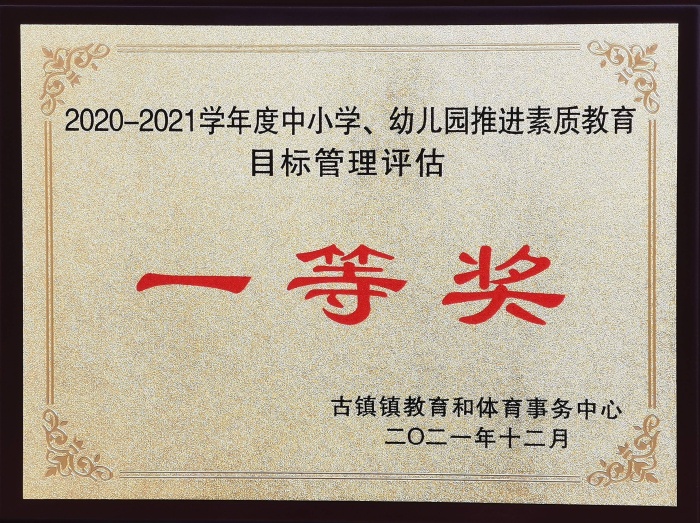 2020-2021学年度中小学、幼儿园推进素质教育
目标管理评估
一等奖
古镇镇教育和体育事务中心
二〇二一年十二月